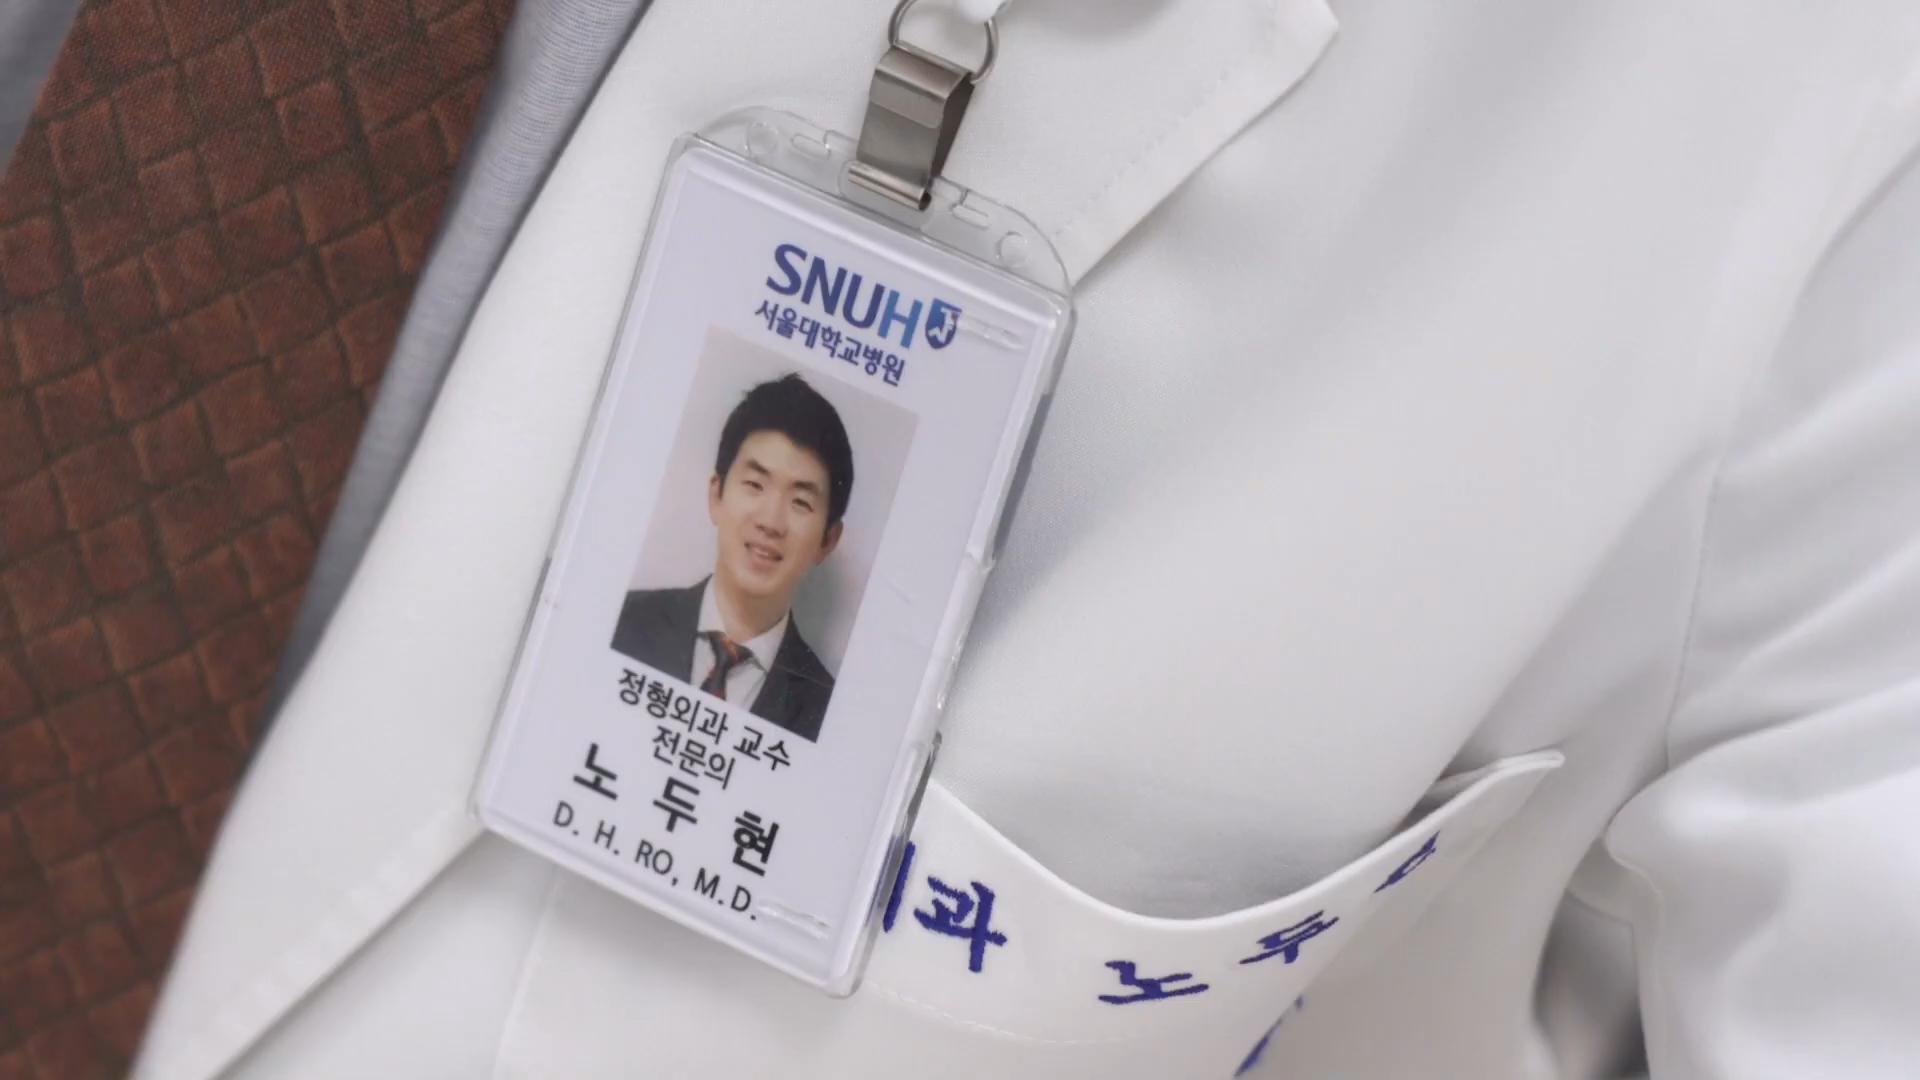 SNUH
서울대학교병원
정형외과 교수
전문의
노 두 현
D. H. RO, M.D.
과 노 두